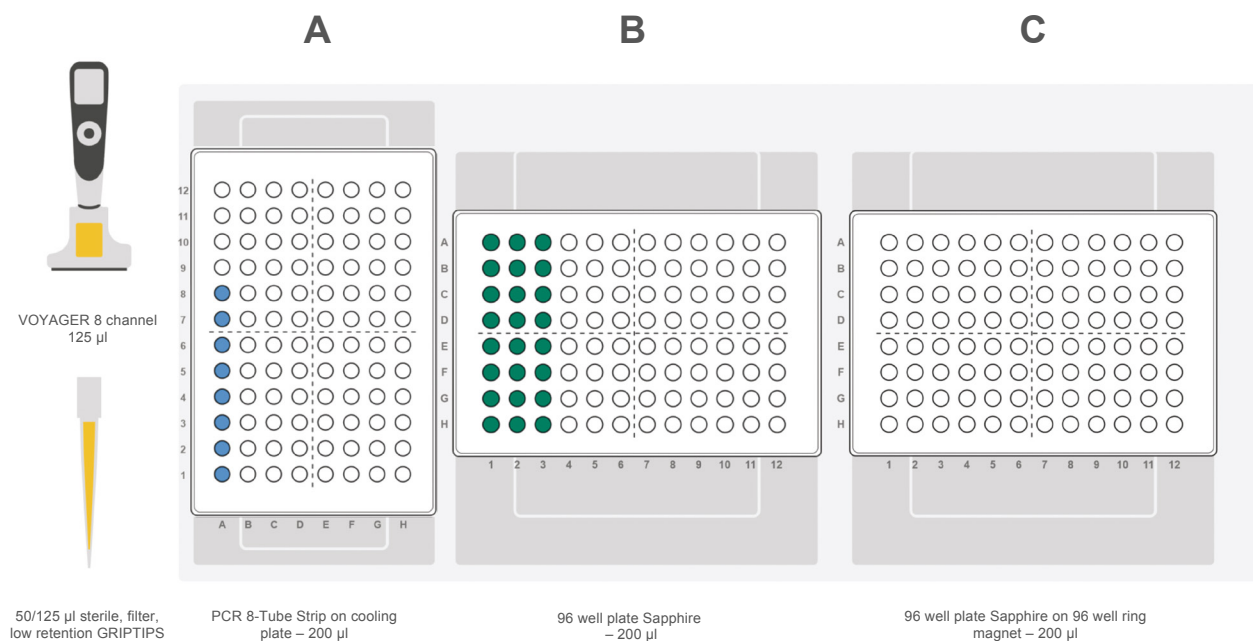 A B C
VOYAGER 8 channel
125 µl
50/125 µl sterile, filter,
low retention GRIPTIPS
12
11
10
9
8
7
6
5
4
3
2
1
A B C D E F G H
PCR 8-Tube Strip on cooling
plate – 200 µl
A
B
C
D
E
F
G
H
1 2 3 4 5 6 7 8 9 10 11 12
96 well plate Sapphire
– 200 µl
A
B
C
D
E
F
G
H
1 2 3 4 5 6 7 8 9 10 11 12
96 well plate Sapphire on 96 well ring
magnet – 200 µl